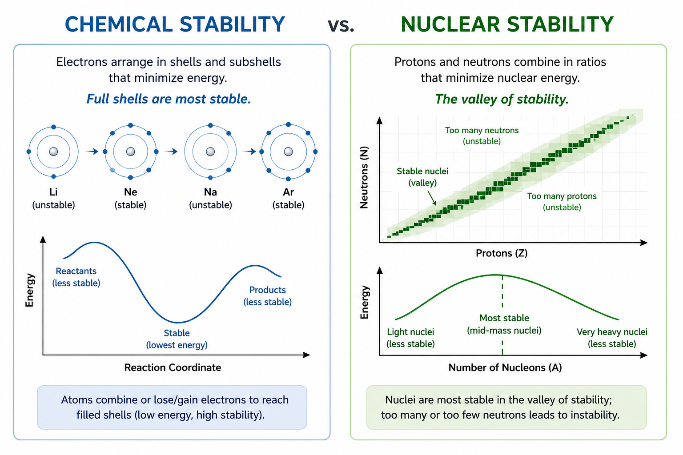 CHEMICAL STABILITY vs. NUCLEAR STABILITY
Electrons arrange in shells and subshells
that minimize energy.
Full shells are most stable.
Li
(unstable)
Ne
(stable)
Na
(unstable)
Ar
(stable)
Energy
Reactants
(less stable)
Stable
(lowest energy)
Products
(less stable)
Reaction Coordinate
Atoms combine or lose/gain electrons to reach
filled shells (low energy, high stability).
Protons and neutrons combine in ratios
that minimize nuclear energy.
The valley of stability.
Neutrons (N)
Too many neutrons
(unstable)
Stable nuclei
(valley)
Too many protons
(unstable)
Protons (Z)
Energy
Light nuclei
(less stable)
Most stable
(mid-mass nuclei)
Very heavy nuclei
(less stable)
Number of Nucleons (A)
Nuclei are most stable in the valley of stability;
too many or too few neutrons leads to instability.